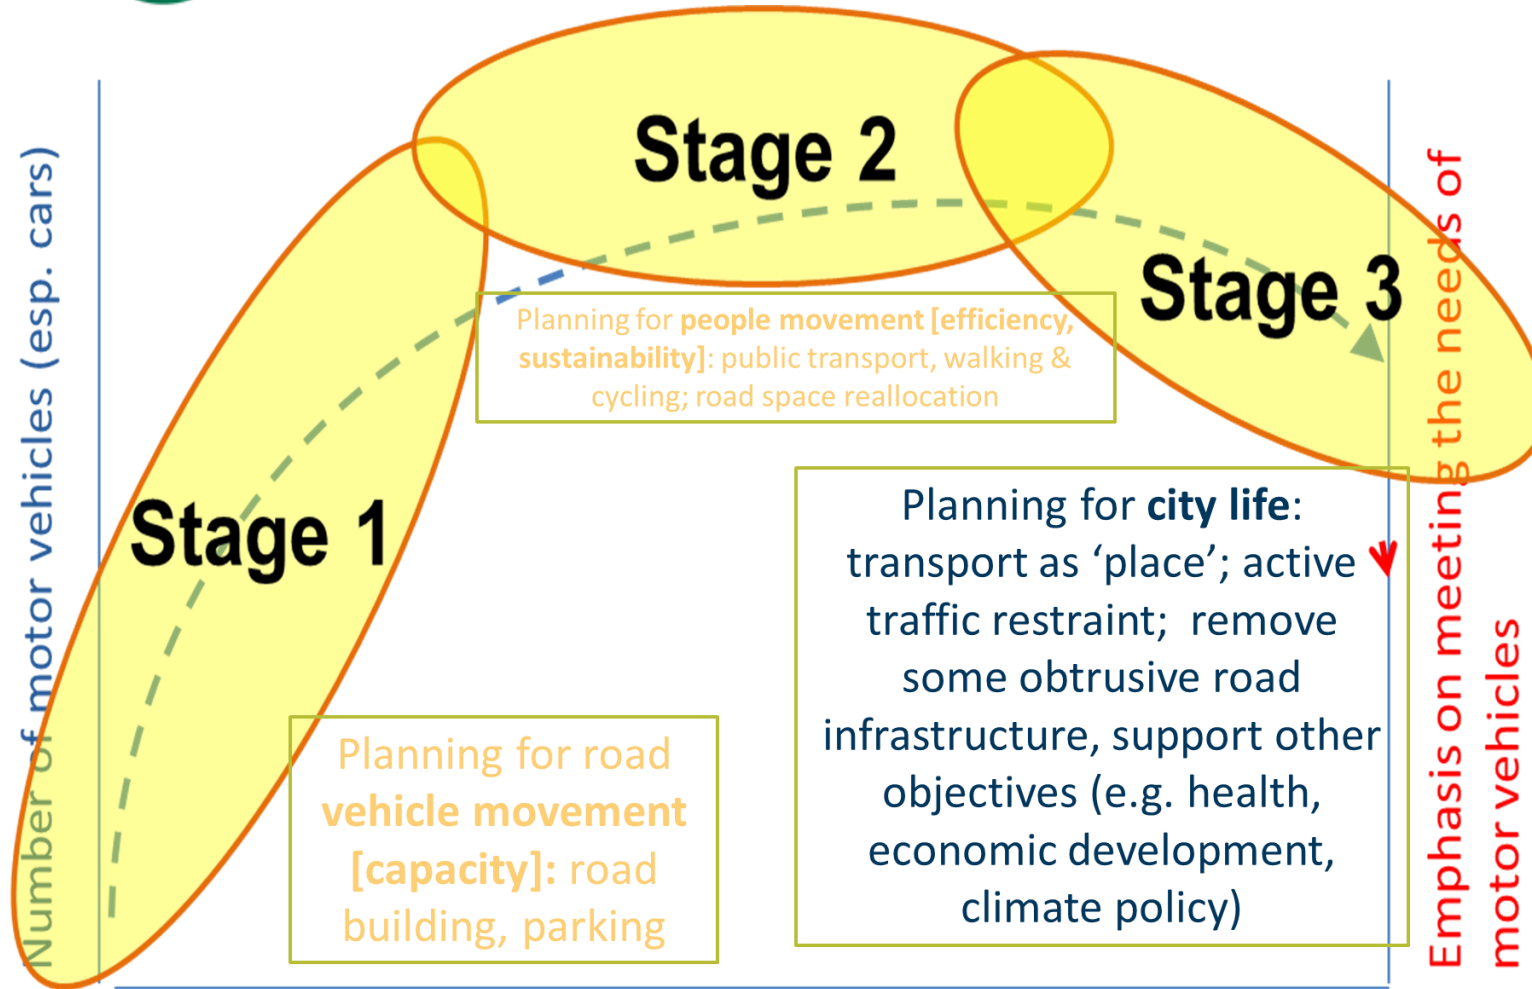 Number of motor vehicles (esp. cars)
Stage 1
Stage 2
Stage 3
Planning for people movement [efficiency,
sustainability]: public transport, walking &
cycling; road space reallocation
Planning for road
vehicle movement
[capacity]: road
building, parking
Planning for city life:
transport as ‘place’; active
traffic restraint;  remove
some obtrusive road
infrastructure, support other
objectives (e.g. health,
economic development,
climate policy)
Emphasis on meeting the needs of
motor vehicles